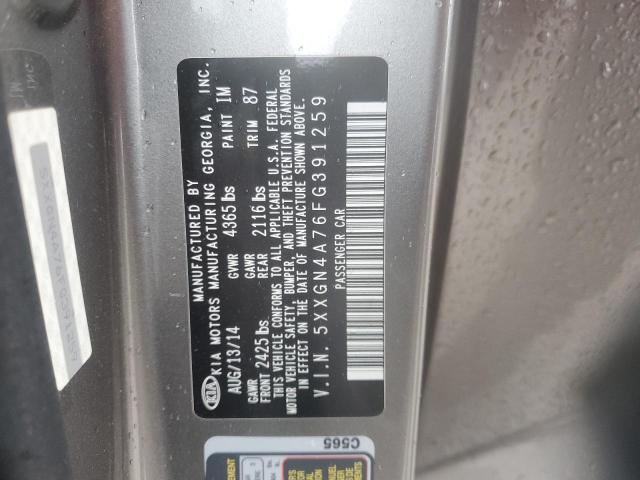 MANUFACTURED BY
KIA KIA MOTORS MANUFACTURING GEORGIA, INC.
AUG/13/14 GVWR 4365 lbs PAINT IM
GAWR FRONT 2425 lbs GAWR REAR 2116 lbs TRIM 87
THIS VEHICLE CONFORMS TO ALL APPLICABLE U.S.A. FEDERAL
MOTOR VEHICLE SAFETY, BUMPER, AND THEFT PREVENTION STANDARDS
IN EFFECT ON THE DATE OF MANUFACTURE SHOWN ABOVE.
V.I.N. 5XXGN4A76FG391259
PASSENGER CAR
C565